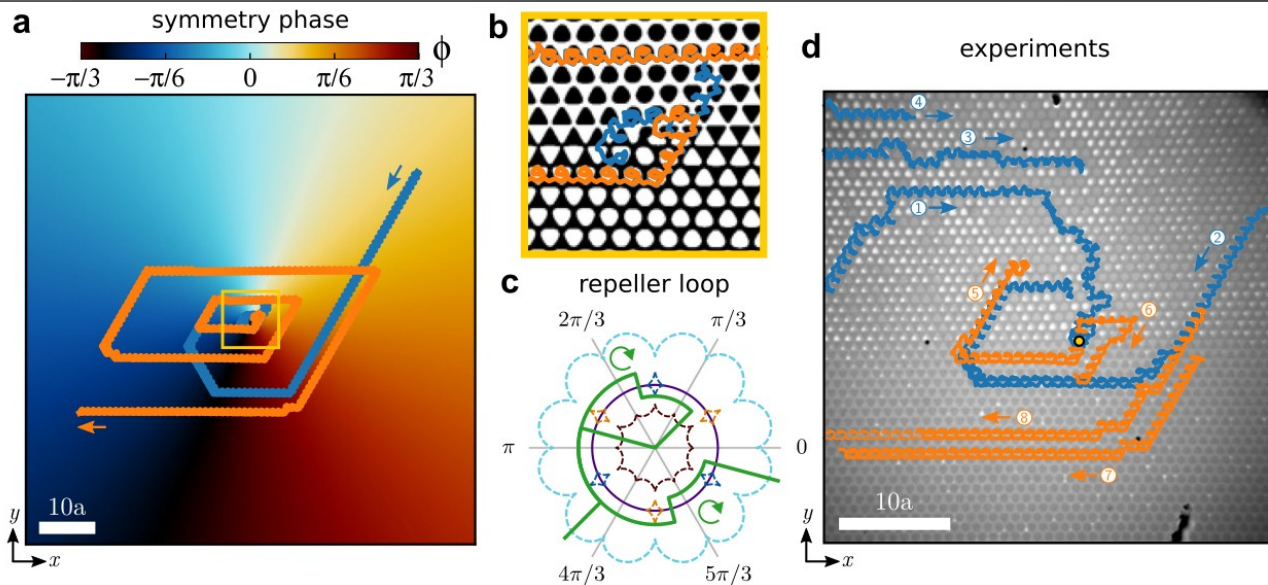 a
symmetry phase
ϕ
−π/3 −π/6 0 π/6 π/3
10a
y
x
b
c
repeller loop
2π/3 π/3
π 0
4π/3 5π/3
d
experiments
④
③
①
②
⑤
⑥
⑧
⑦
10a
y
x